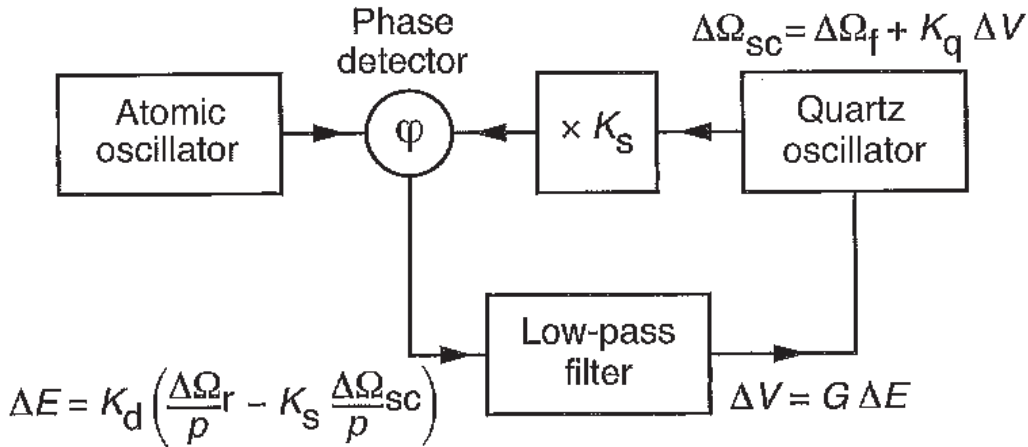 Phase
detector
ΔΩsc = ΔΩf + Kq ΔV
Atomic
oscillator
φ
× Ks
Quartz
oscillator
Low-pass
filter
ΔE = Kd (ΔΩr/p − Ks ΔΩsc/p)
ΔV = G ΔE